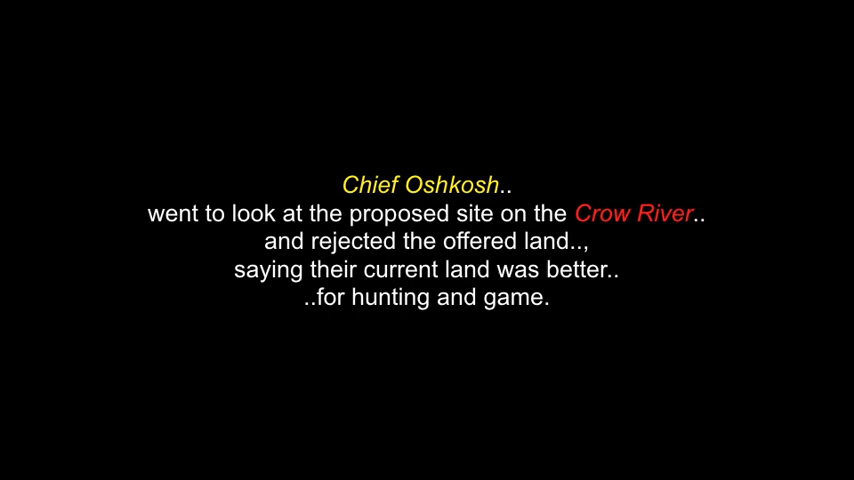 Chief Oshkosh..
went to look at the proposed site on the Crow River..
and rejected the offered land..,
saying their current land was better..
..for hunting and game.